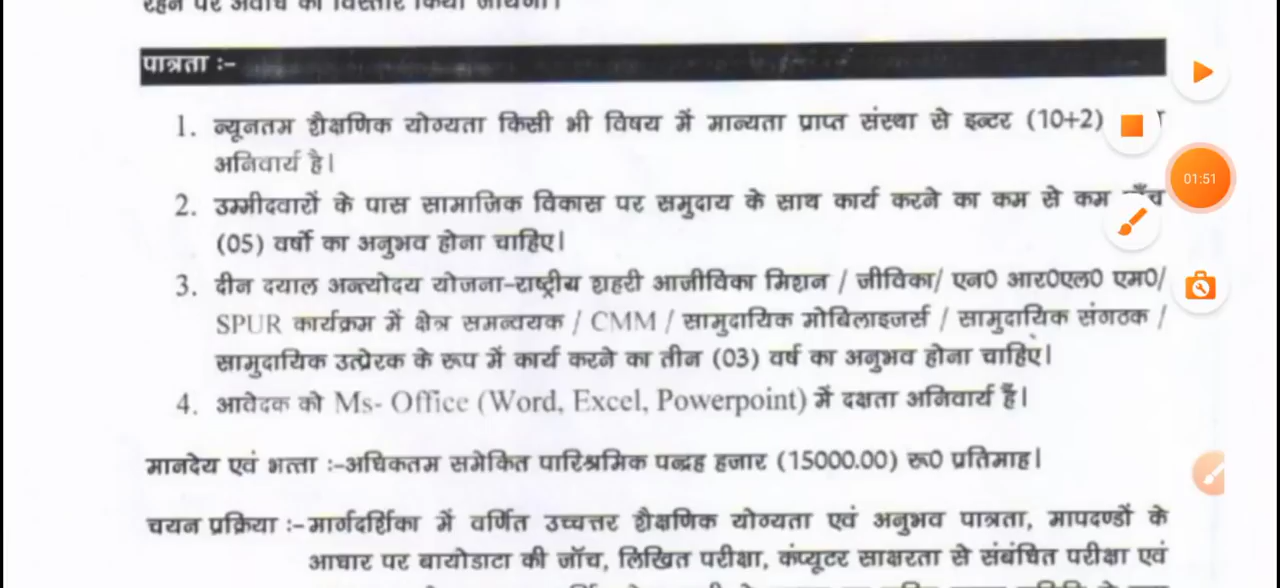 रहने पर अवधि का विस्तार किया जायेगा।
पात्रता :-
1. न्यूनतम शैक्षणिक योग्यता किसी भी विषय में मान्यता प्राप्त संस्था से इन्टर (10+2)
अनिवार्य है।
2. उम्मीदवारों के पास सामाजिक विकास पर समुदाय के साथ कार्य करने का कम से कम
(05) वर्षो का अनुभव होना चाहिए।
3. दीन दयाल अन्त्योदय योजना-राष्ट्रीय शहरी आजीविका मिशन / जीविका/ एन0 आर0एल0 एम0/
SPUR कार्यक्रम में क्षेत्र समन्वयक / CMM / सामुदायिक मोबिलाइजर्स / सामुदायिक संगठक /
सामुदायिक उत्प्रेरक के रूप में कार्य करने का तीन (03) वर्ष का अनुभव होना चाहिए।
4. आवेदक को Ms- Office (Word, Excel, Powerpoint) में दक्षता अनिवार्य है।
मानदेय एवं भत्ता :-अधिकतम समेकित पारिश्रमिक पन्द्रह हजार (15000.00) रू0 प्रतिमाह।
चयन प्रक्रिया :-मार्गदर्शिका में वर्णित उच्चत्तर शैक्षणिक योग्यता एवं अनुभव पात्रता, मापदण्डों के
आधार पर बायोडाटा की जॉच, लिखित परीक्षा, कंप्यूटर साक्षरता से संबंधित परीक्षा एवं
01:51